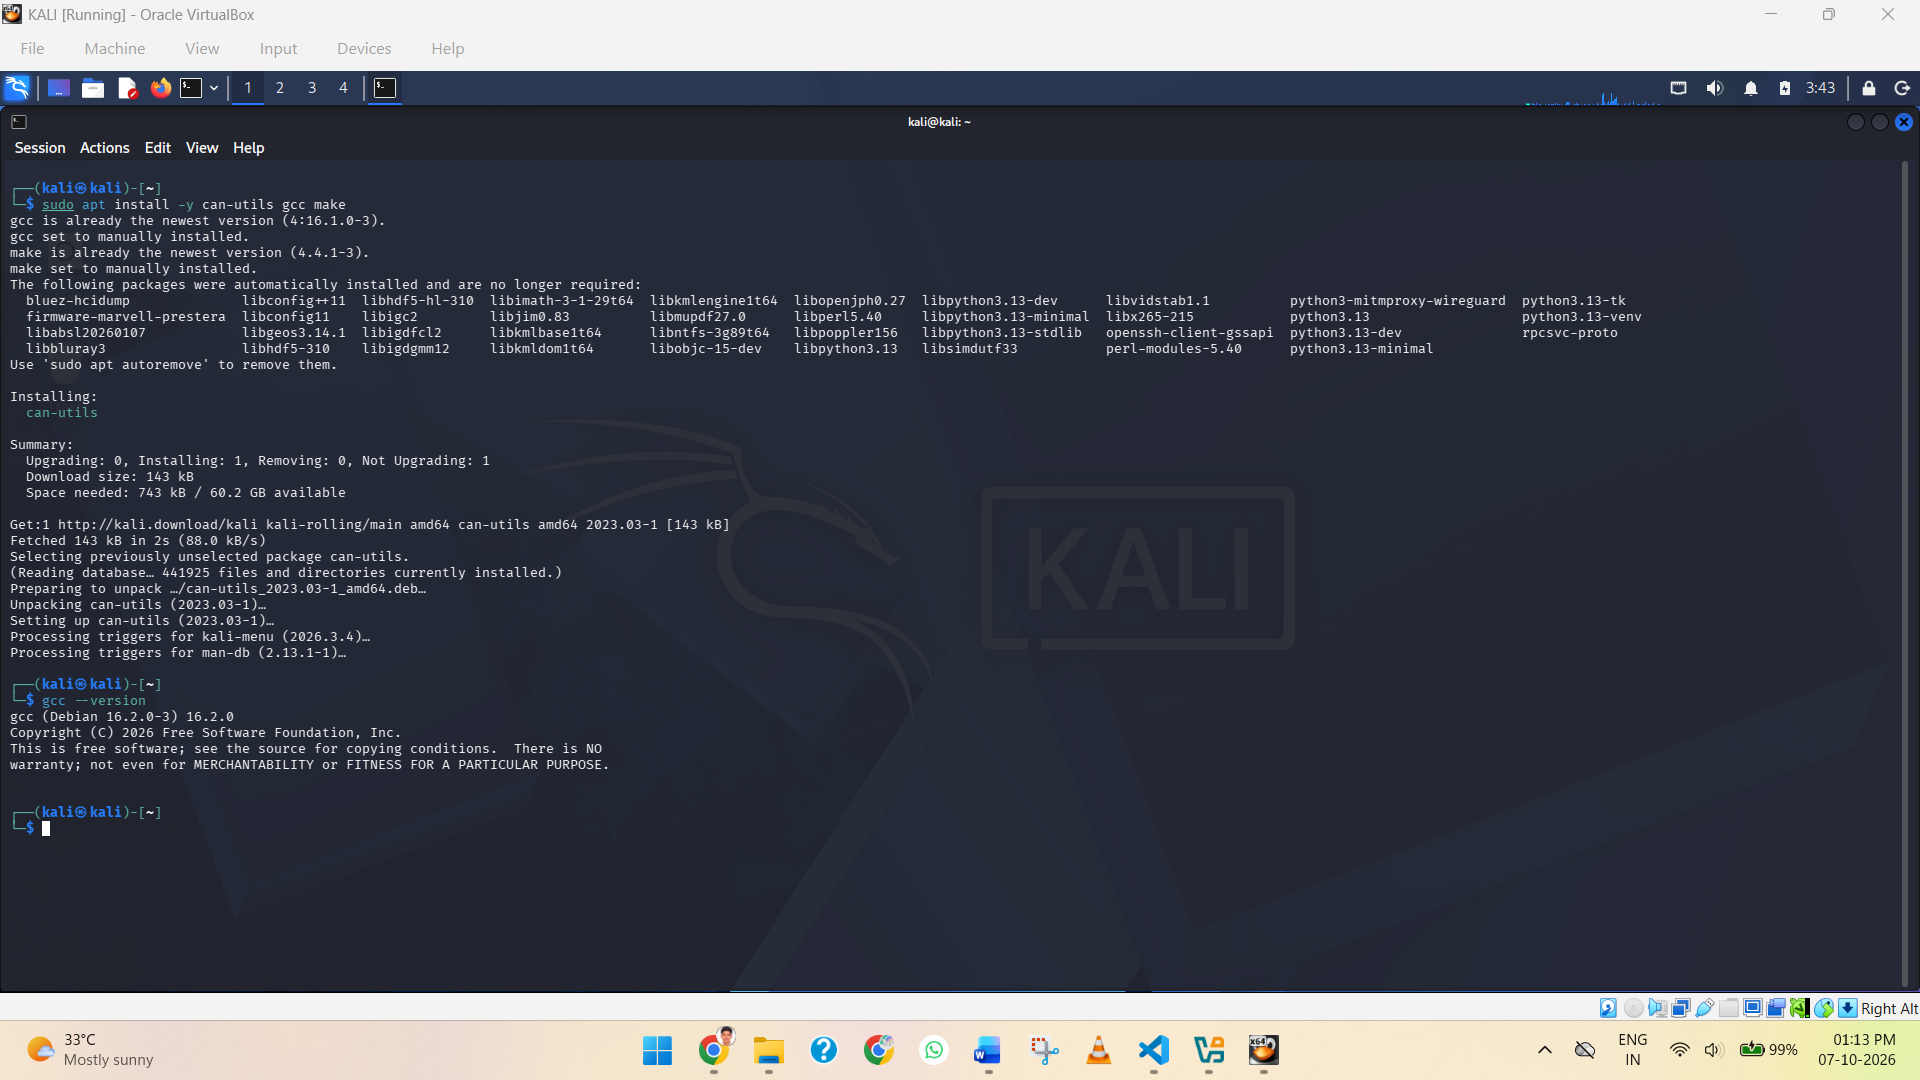 KALI [Running] - Oracle VirtualBox
File Machine View Input Devices Help
1 2 3 4 3:43
kali@kali: ~
Session Actions Edit View Help
┌──(kali㉿kali)-[~]
└─$ sudo apt install -y can-utils gcc make
gcc is already the newest version (4:16.1.0-3).
gcc set to manually installed.
make is already the newest version (4.4.1-3).
make set to manually installed.
The following packages were automatically installed and are no longer required:
bluez-hcidump libconfig++11 libhdf5-hl-310 libimath-3-1-29t64 libkmlengine1t64 libopenjph0.27 libpython3.13-dev libvidstab1.1 python3-mitmproxy-wireguard python3.13-tk
firmware-marvell-prestera libconfig11 libigc2 libjim0.83 libmupdf27.0 libperl5.40 libpython3.13-minimal libx265-215 python3.13 python3.13-venv
libabsl20260107 libgeos3.14.1 libigdfcl2 libkmlbase1t64 libntfs-3g89t64 libpoppler156 libpython3.13-stdlib openssh-client-gssapi python3.13-dev rpcsvc-proto
libbluray3 libhdf5-310 libigdgmm12 libkmldom1t64 libobjc-15-dev libpython3.13 libsimdutf33 perl-modules-5.40 python3.13-minimal
Use 'sudo apt autoremove' to remove them.
Installing:
can-utils
Summary:
Upgrading: 0, Installing: 1, Removing: 0, Not Upgrading: 1
Download size: 143 kB
Space needed: 743 kB / 60.2 GB available
Get:1 http://kali.download/kali kali-rolling/main amd64 can-utils amd64 2023.03-1 [143 kB]
Fetched 143 kB in 2s (88.0 kB/s)
Selecting previously unselected package can-utils.
(Reading database… 441925 files and directories currently installed.)
Preparing to unpack …/can-utils_2023.03-1_amd64.deb…
Unpacking can-utils (2023.03-1)…
Setting up can-utils (2023.03-1)…
Processing triggers for kali-menu (2026.3.4)…
Processing triggers for man-db (2.13.1-1)…
┌──(kali㉿kali)-[~]
└─$ gcc --version
gcc (Debian 16.2.0-3) 16.2.0
Copyright (C) 2026 Free Software Foundation, Inc.
This is free software; see the source for copying conditions.  There is NO
warranty; not even for MERCHANTABILITY or FITNESS FOR A PARTICULAR PURPOSE.
┌──(kali㉿kali)-[~]
└─$
KALI
Right Alt
33°C
Mostly sunny
ENG
IN
99%
01:13 PM
07-10-2026